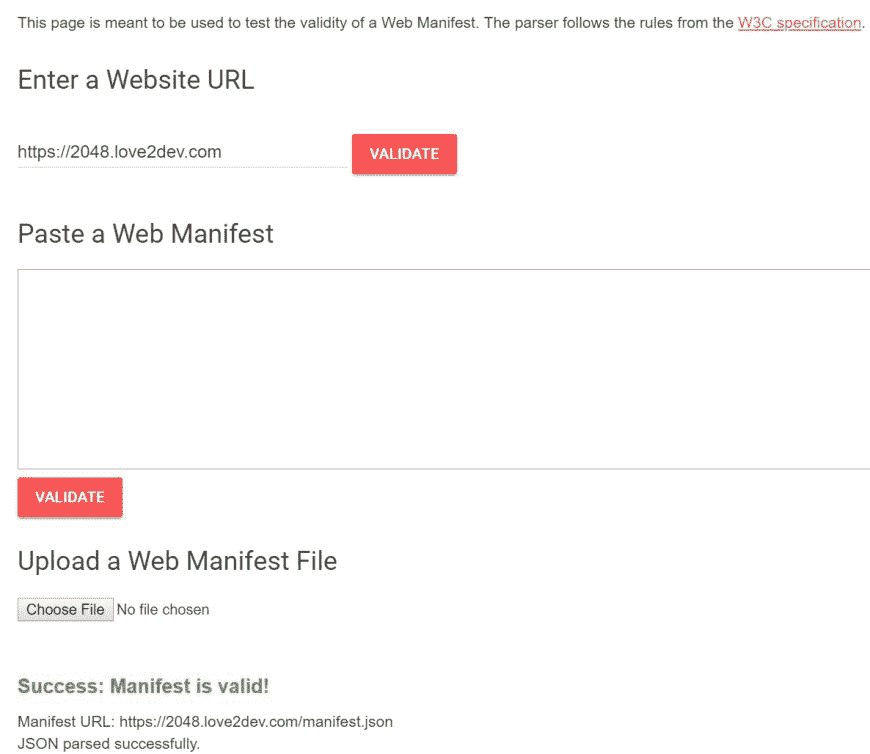 This page is meant to be used to test the validity of a Web Manifest. The parser follows the rules from the W3C specification.
Enter a Website URL
https://2048.love2dev.com
VALIDATE
Paste a Web Manifest
VALIDATE
Upload a Web Manifest File
Choose File No file chosen
Success: Manifest is valid!
Manifest URL: https://2048.love2dev.com/manifest.json
JSON parsed successfully.